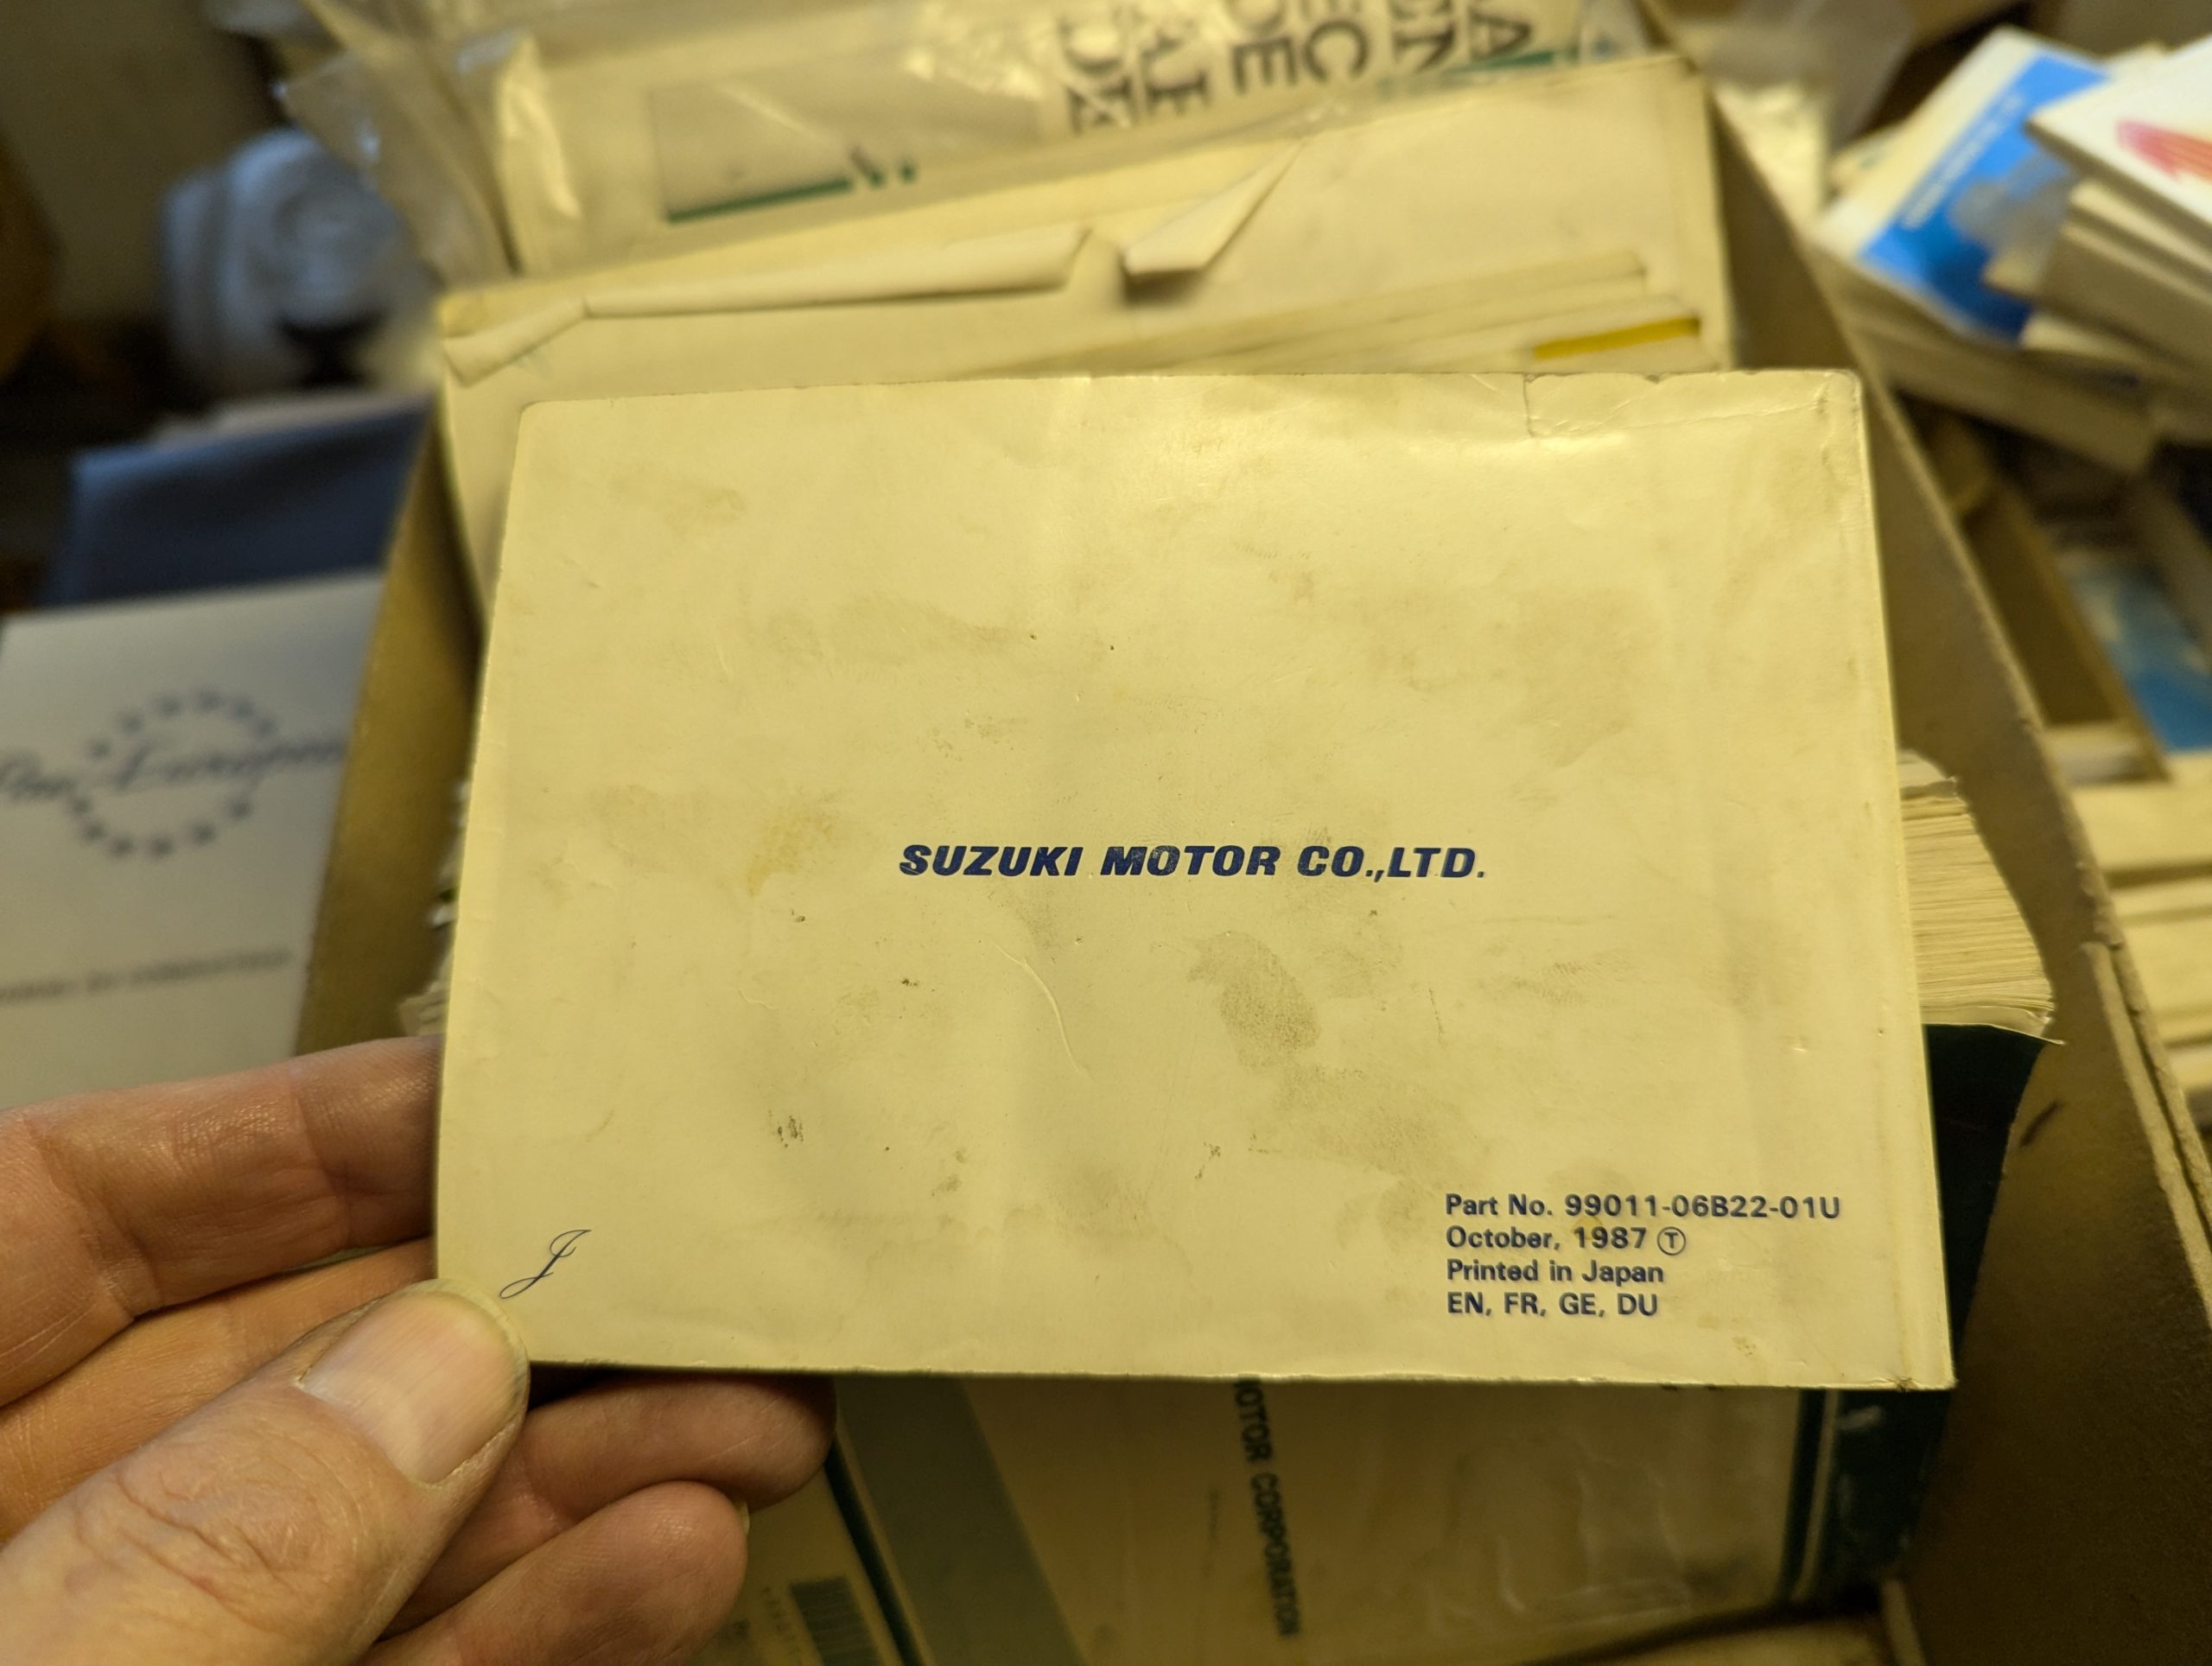 SUZUKI MOTOR CO.,LTD.
J
Part No. 99011-06B22-01U
October, 1987 Ⓣ
Printed in Japan
EN, FR, GE, DU
MOTOR CORPORATION